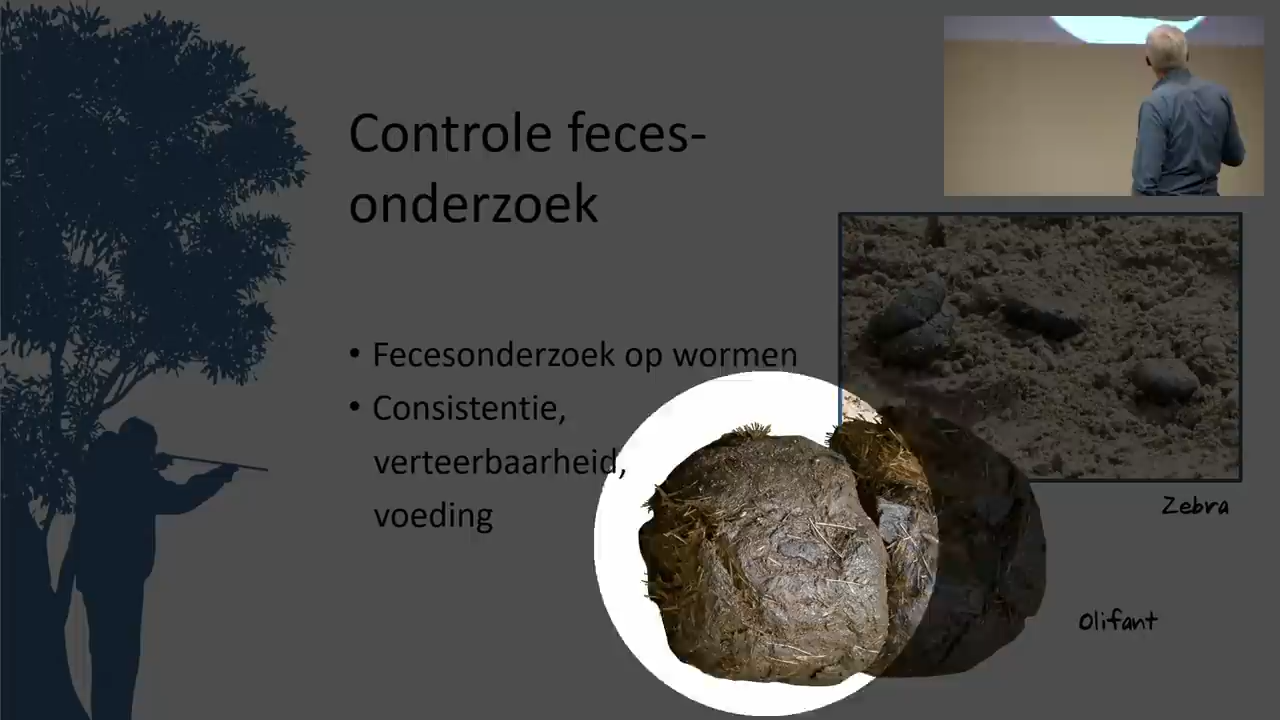 Controle feces-
onderzoek
• Fecesonderzoek op wormen
• Consistentie,
verteerbaarheid,
voeding
Zebra
Olifant